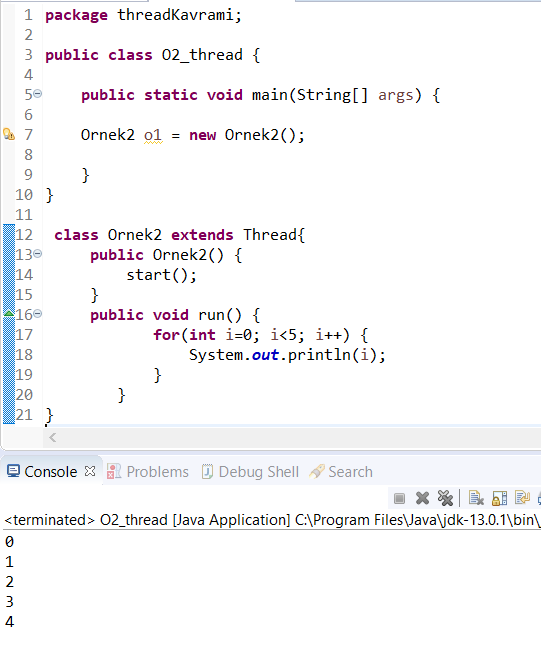 1 package threadKavrami;
2
3 public class O2_thread {
4
5 public static void main(String[] args) {
6
7 Ornek2 o1 = new Ornek2();
8
9 }
10 }
11
12 class Ornek2 extends Thread{
13 public Ornek2() {
14 start();
15 }
16 public void run() {
17 for(int i=0; i<5; i++) {
18 System.out.println(i);
19 }
20 }
21 }
Console Problems Debug Shell Search
<terminated> O2_thread [Java Application] C:\Program Files\Java\jdk-13.0.1\bin\
0
1
2
3
4